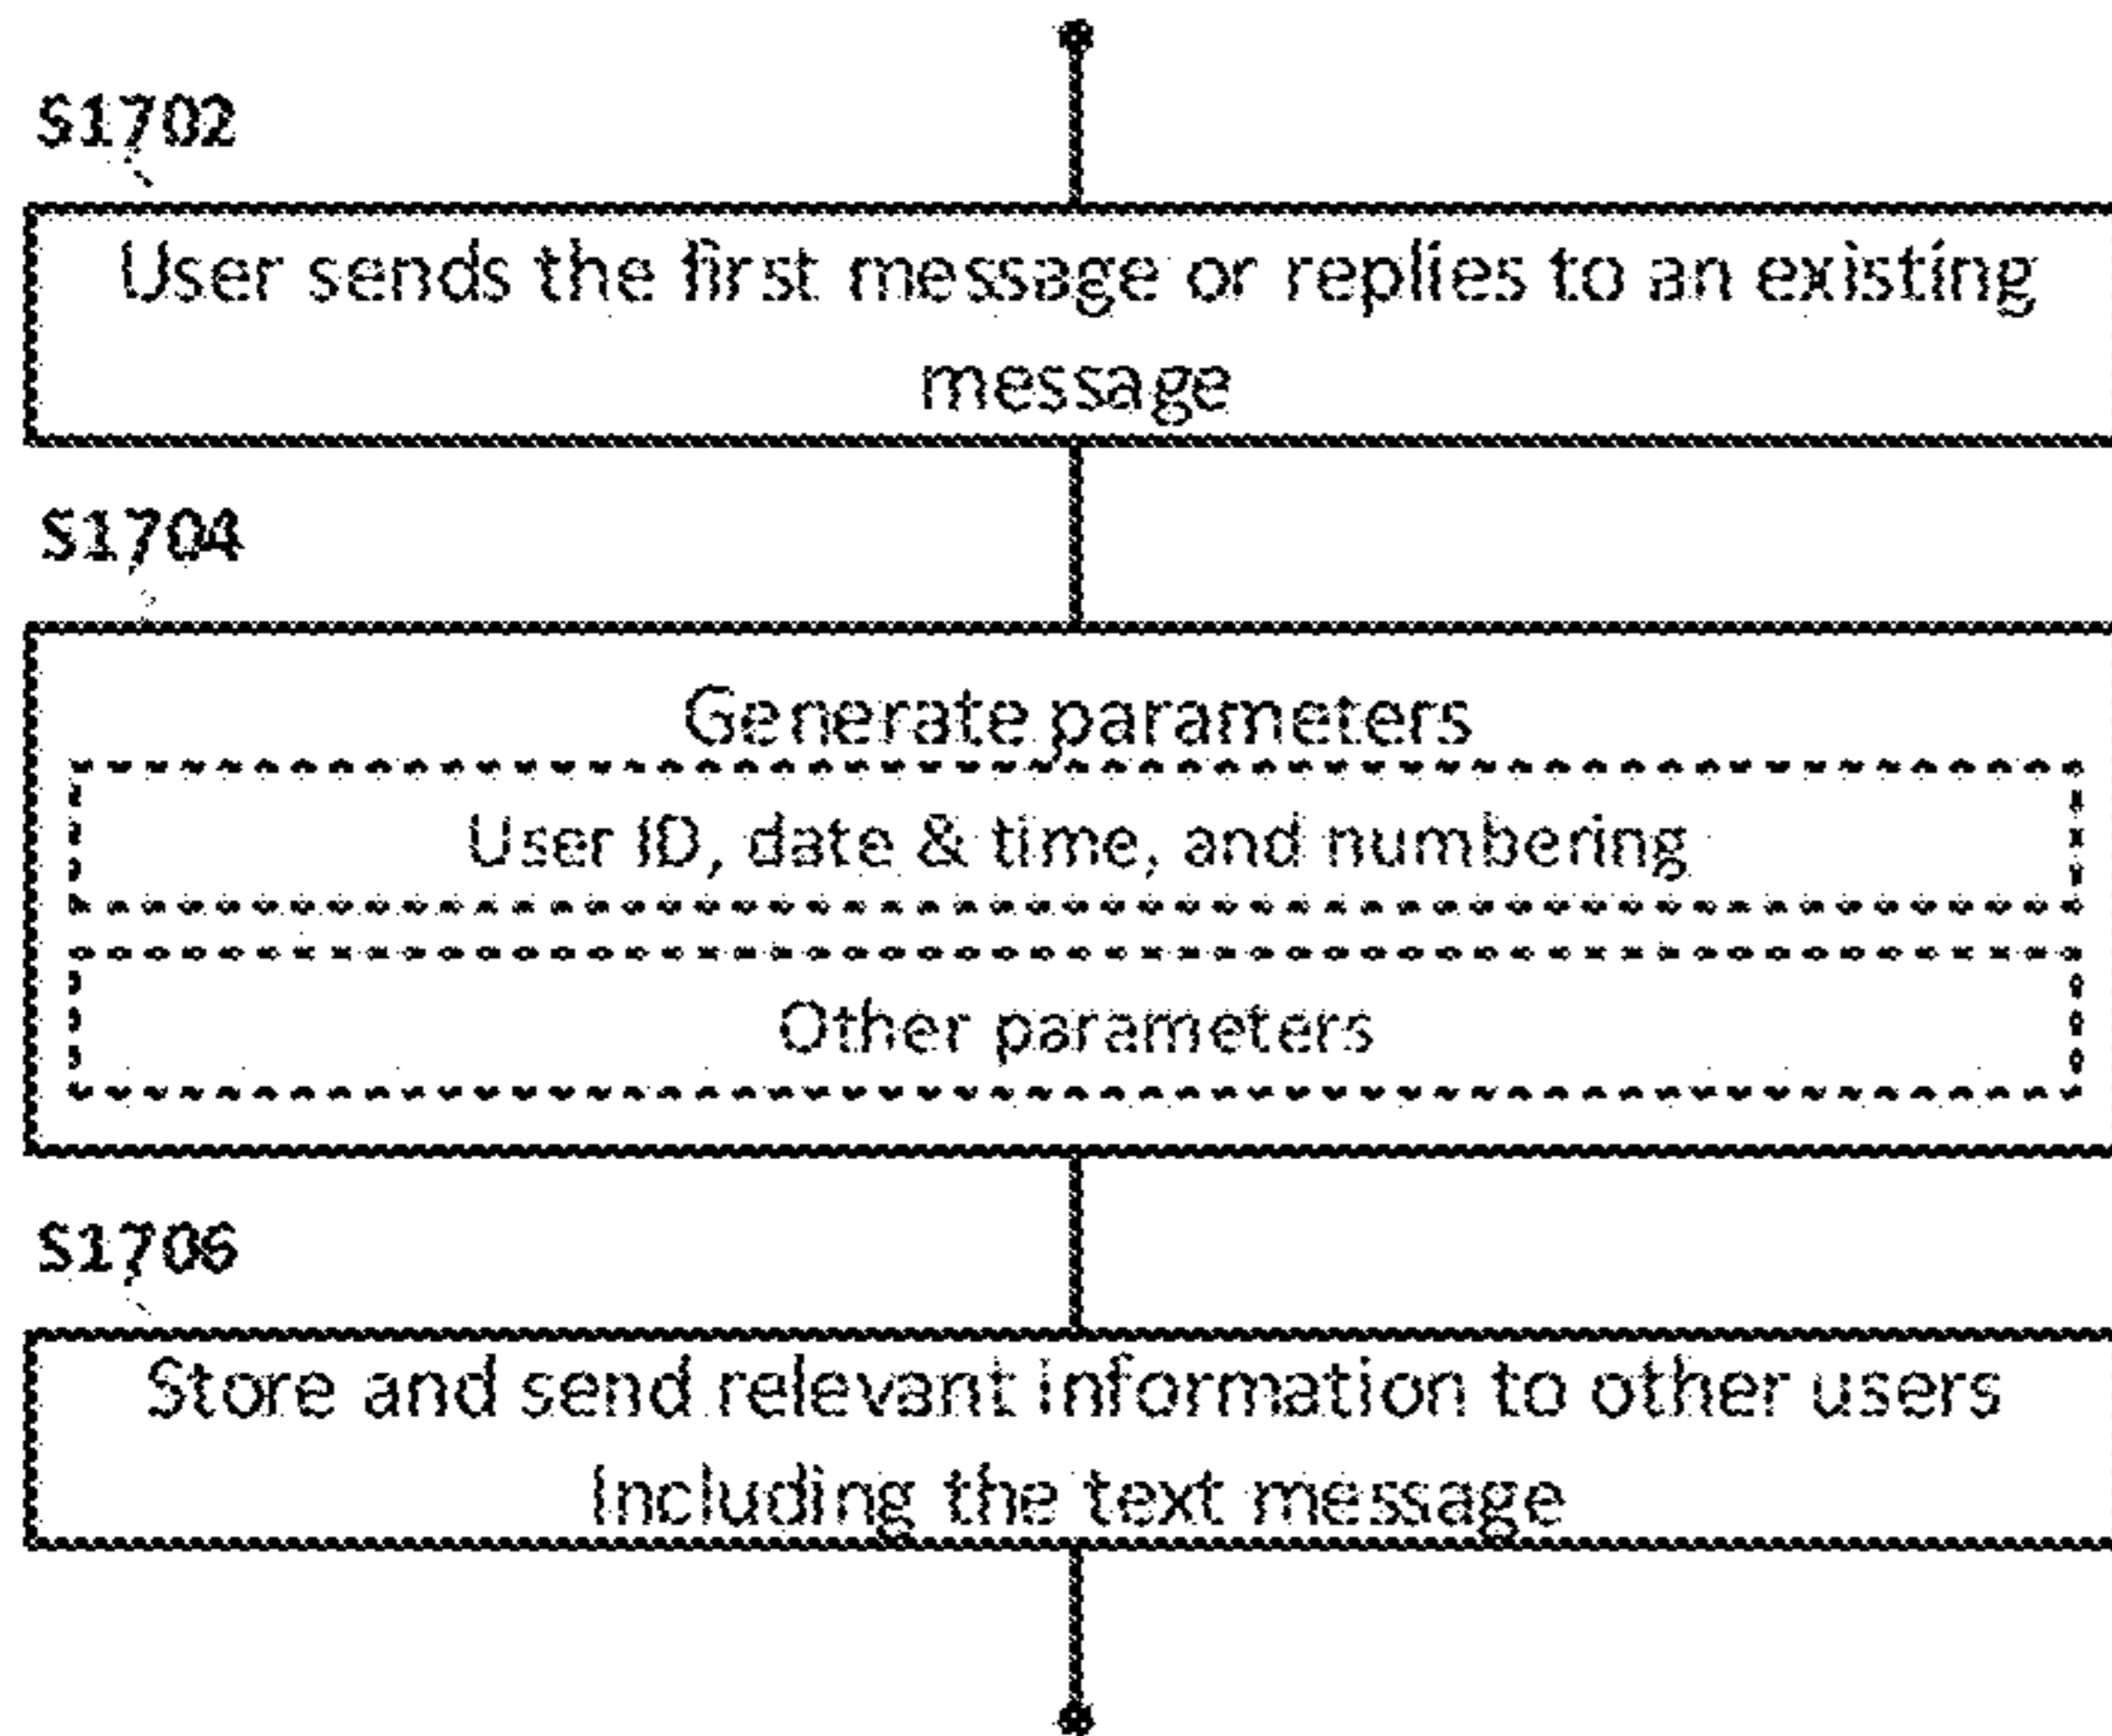 S1702
User sends the first message or replies to an existing
message
S1704
Generate parameters
User ID, date & time, and numbering
Other parameters
S1706
Store and send relevant information to other users
Including the text message